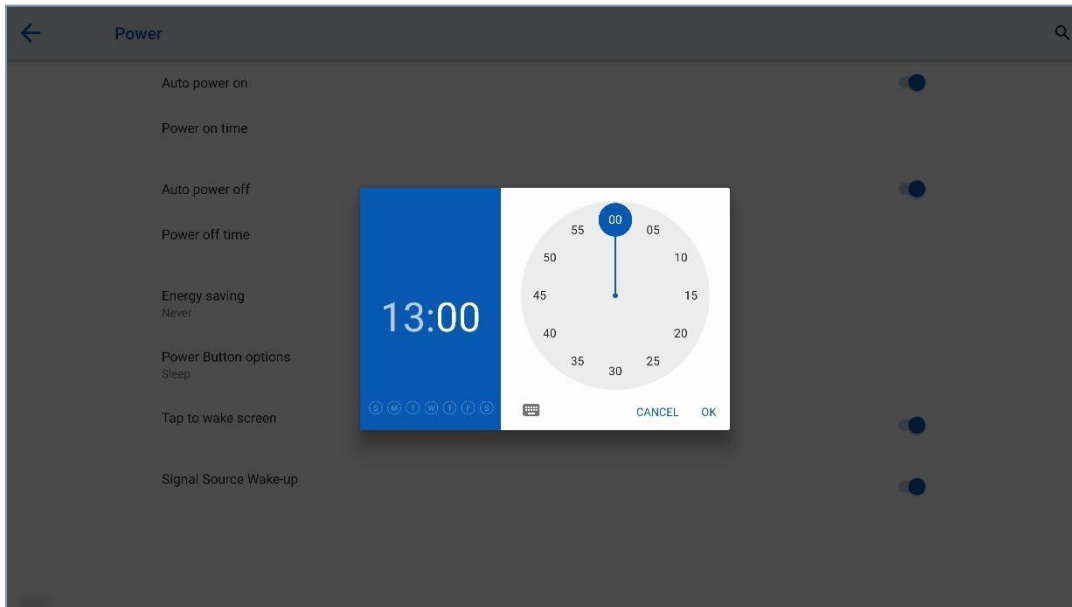 Power
Auto power on
Power on time
Auto power off
Power off time
Energy saving
Never
Power Button options
Sleep
Tap to wake screen
Signal Source Wake-up
13:00
S M T W T F S
00
55 05
50 10
45 15
40 20
35 25
30
CANCEL OK